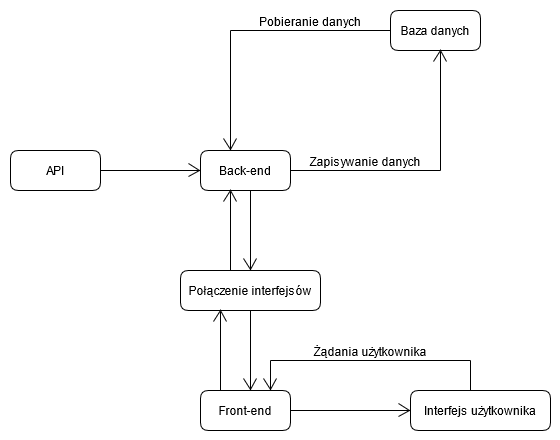 Pobieranie danych
Baza danych
API
Back-end
Zapisywanie danych
Połączenie interfejsów
Żądania użytkownika
Front-end
Interfejs użytkownika